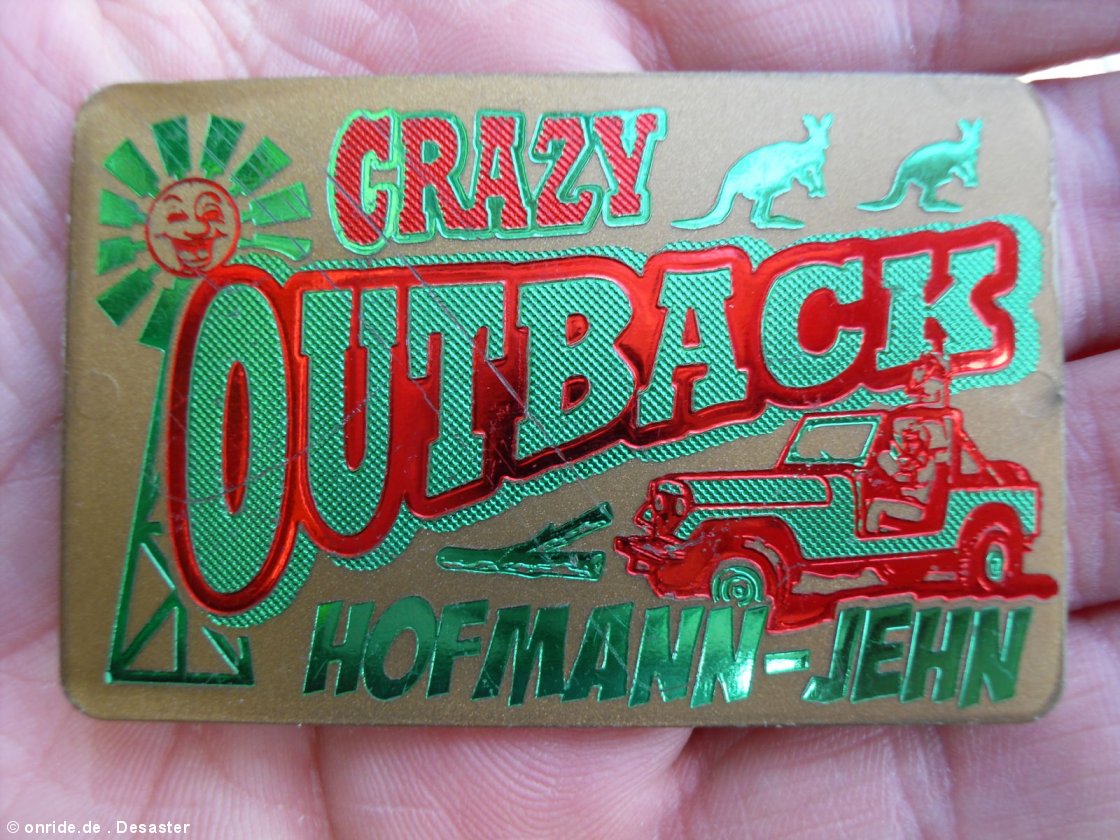 CRAZY
OUTBACK
HOFMANN-JEHN
© onride.de . Desaster